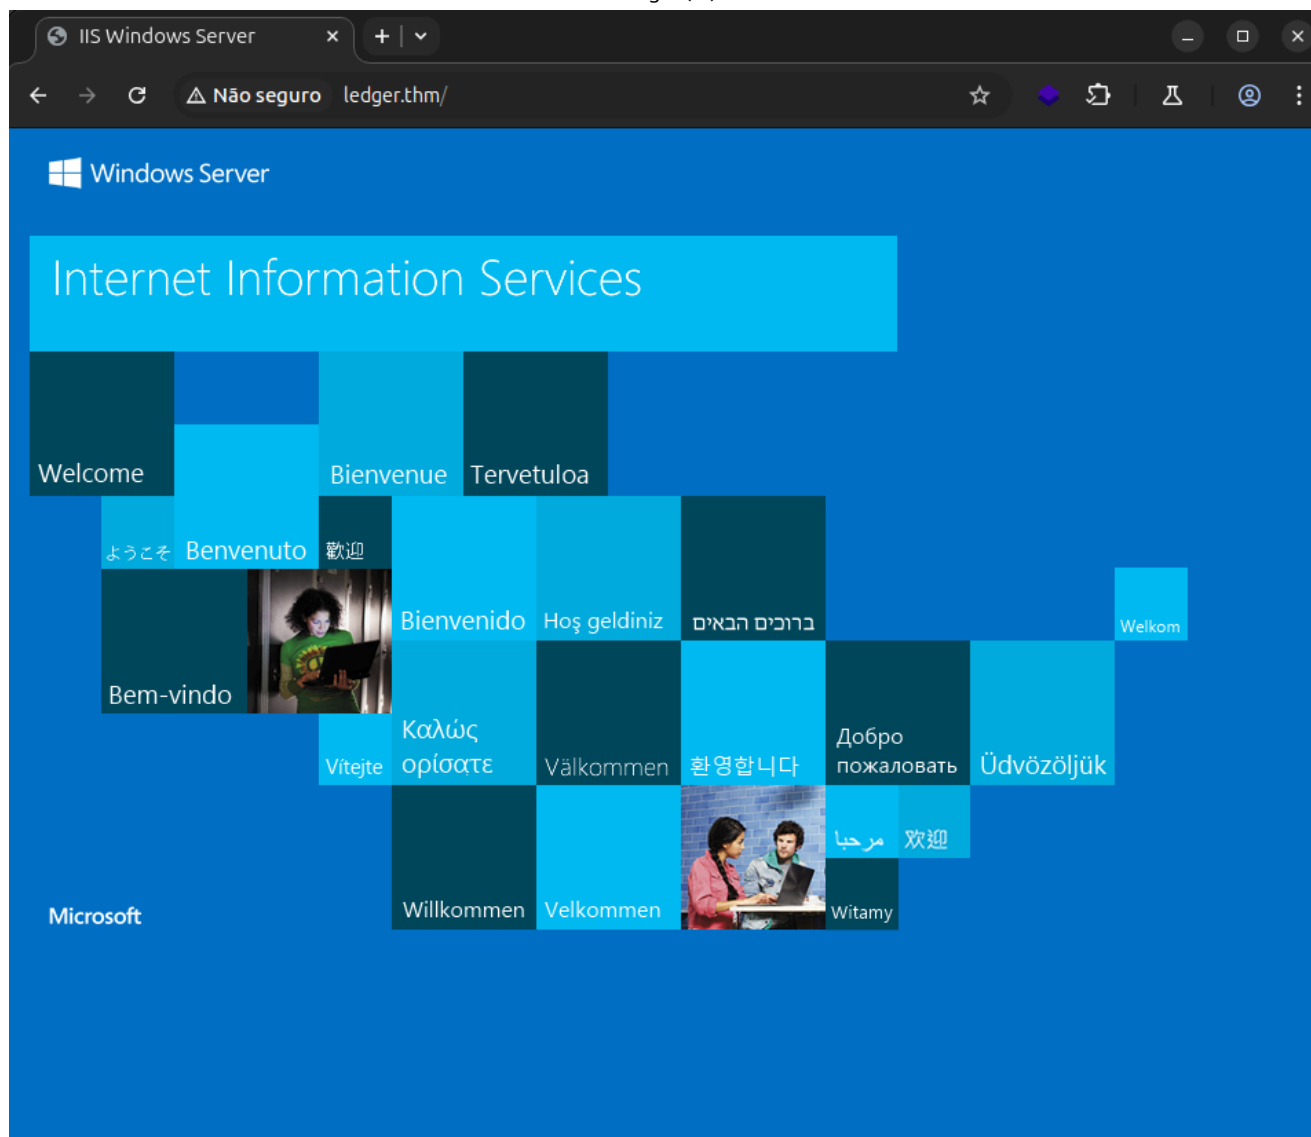 IIS Windows Server
Não seguro ledger.thm/
Windows Server
Internet Information Services
Welcome
Bienvenue
Tervetuloa
ようこそ
Benvenuto
歡迎
Bienvenido
Hoş geldiniz
ברוכים הבאים
Welkom
Bem-vindo
Vítejte
Καλώς
ορίσατε
Välkommen
환영합니다
Добро
пожаловать
Üdvözöljük
مرحبا
欢迎
Microsoft
Willkommen
Velkommen
Witamy